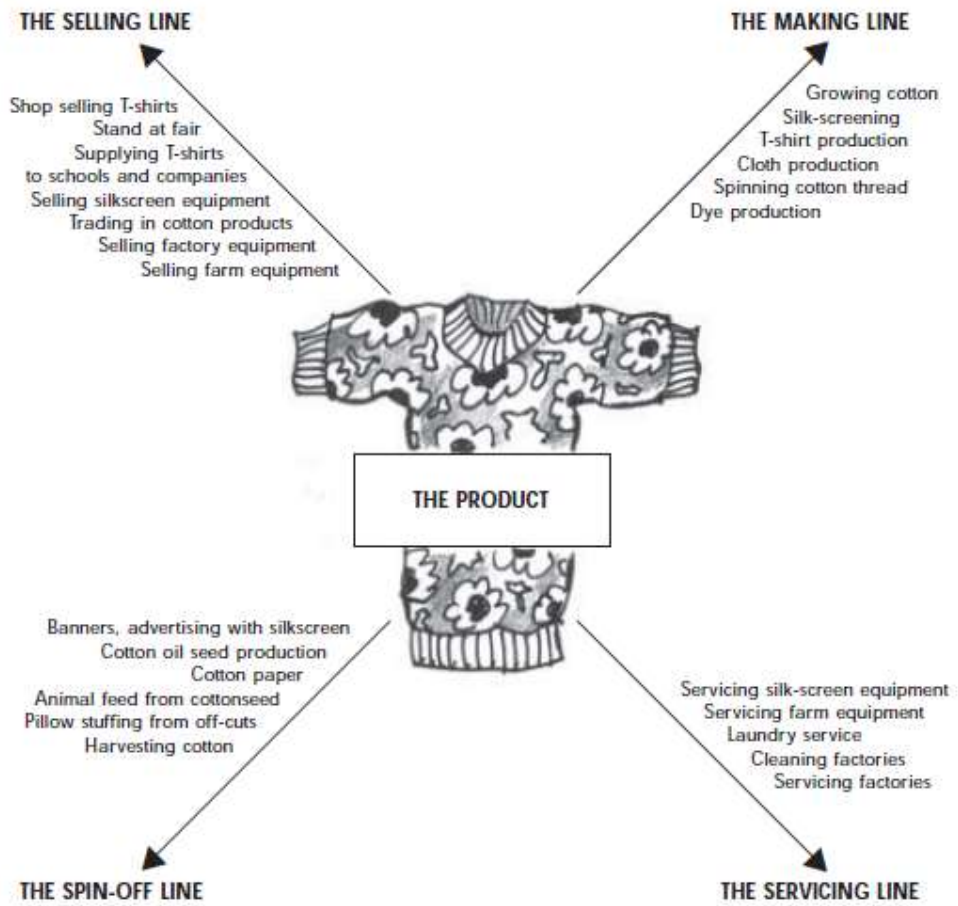 THE SELLING LINE
THE MAKING LINE
Shop selling T-shirts
Stand at fair
Supplying T-shirts
to schools and companies
Selling silkscreen equipment
Trading in cotton products
Selling factory equipment
Selling farm equipment
Growing cotton
Silk-screening
T-shirt production
Cloth production
Spinning cotton thread
Dye production
THE PRODUCT
Banners, advertising with silkscreen
Cotton oil seed production
Cotton paper
Animal feed from cottonseed
Pillow stuffing from off-cuts
Harvesting cotton
Servicing silk-screen equipment
Servicing farm equipment
Laundry service
Cleaning factories
Servicing factories
THE SPIN-OFF LINE
THE SERVICING LINE